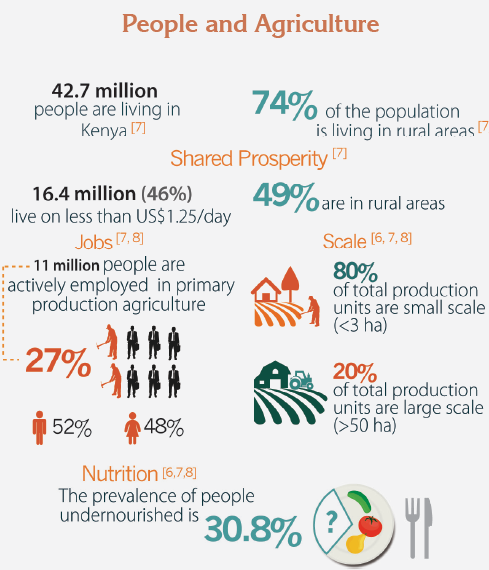 People and Agriculture
42.7 million
people are living in
Kenya [7]
74% of the population
is living in rural areas [7
Shared Prosperity [7]
16.4 million (46%)
live on less than US$1.25/day
49% are in rural areas
Jobs [7, 8]
11 million people are
actively employed in primary
production agriculture
27%
52% 48%
Scale [6, 7, 8]
80%
of total production
units are small scale
(<3 ha)
20%
of total production
units are large scale
(>50 ha)
Nutrition [6,7,8]
The prevalence of people
undernourished is 30.8%
?